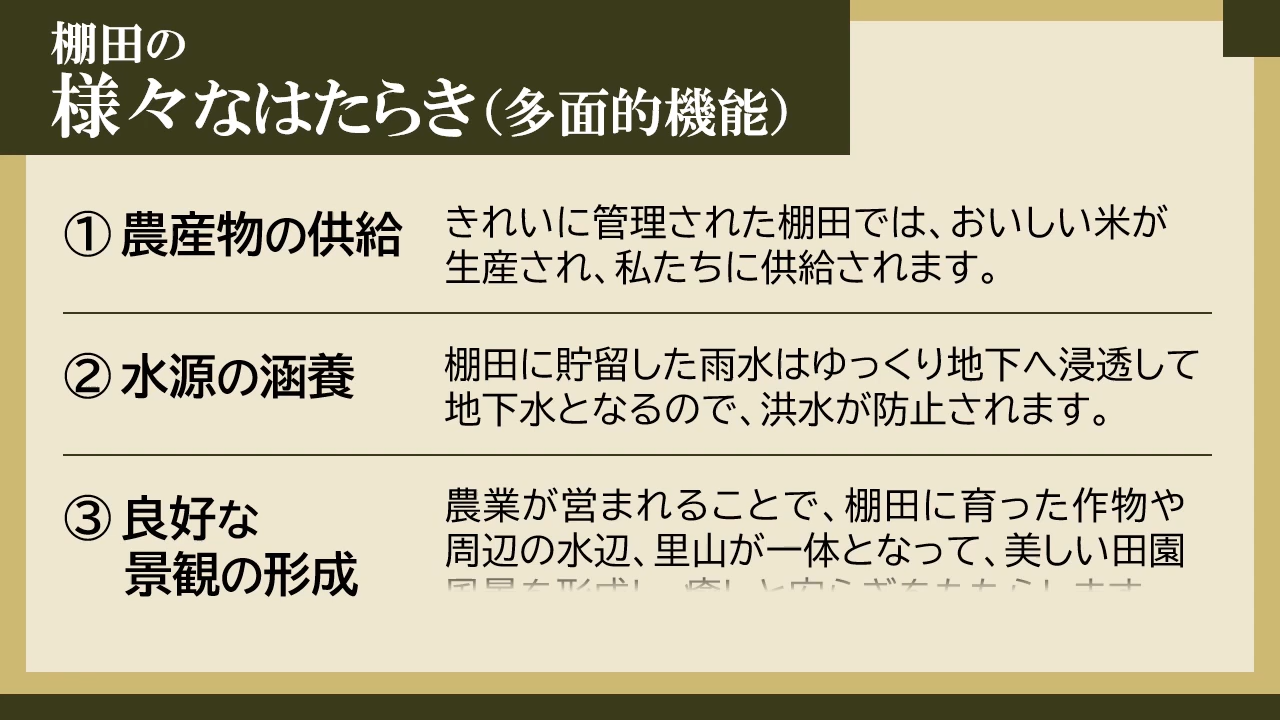 棚田の
様々なはたらき（多面的機能）
① 農産物の供給
きれいに管理された棚田では、おいしい米が
生産され、私たちに供給されます。
② 水源の涵養
棚田に貯留した雨水はゆっくり地下へ浸透して
地下水となるので、洪水が防止されます。
③ 良好な
景観の形成
農業が営まれることで、棚田に育った作物や
周辺の水辺、里山が一体となって、美しい田園